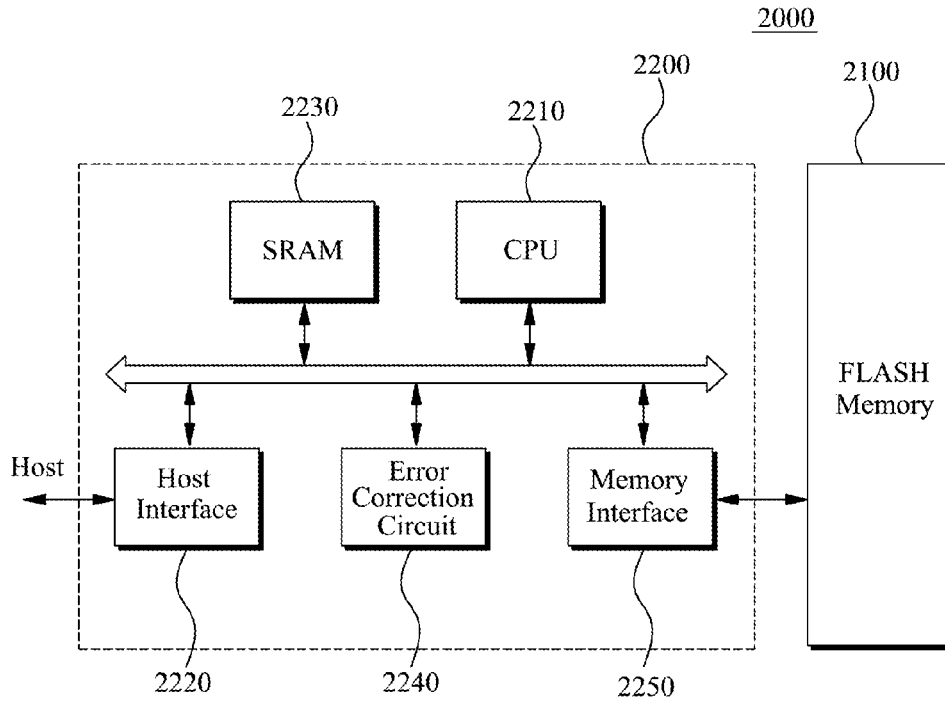 2000
2230
2210
2200
2100
SRAM
CPU
FLASH
Memory
Host
Host
Interface
Error
Correction
Circuit
Memory
Interface
2220
2240
2250